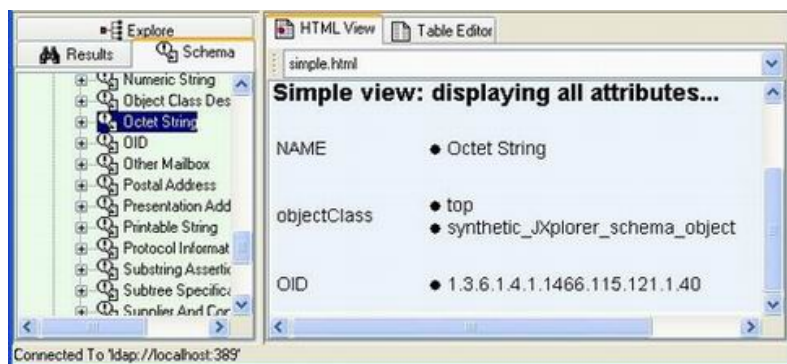 Explore
Results
Schema
Numeric String
Object Class Des
Octet String
OID
Other Mailbox
Postal Address
Presentation Add
Printable String
Protocol Informat
Substring Assertic
Subtree Specifica
Supplier And Cor
HTML View
Table Editor
simple.html
Simple view: displaying all attributes...
NAME
Octet String
objectClass
top
synthetic_JXplorer_schema_object
OID
1.3.6.1.4.1.1466.115.121.1.40
Connected To 'ldap://localhost:389'